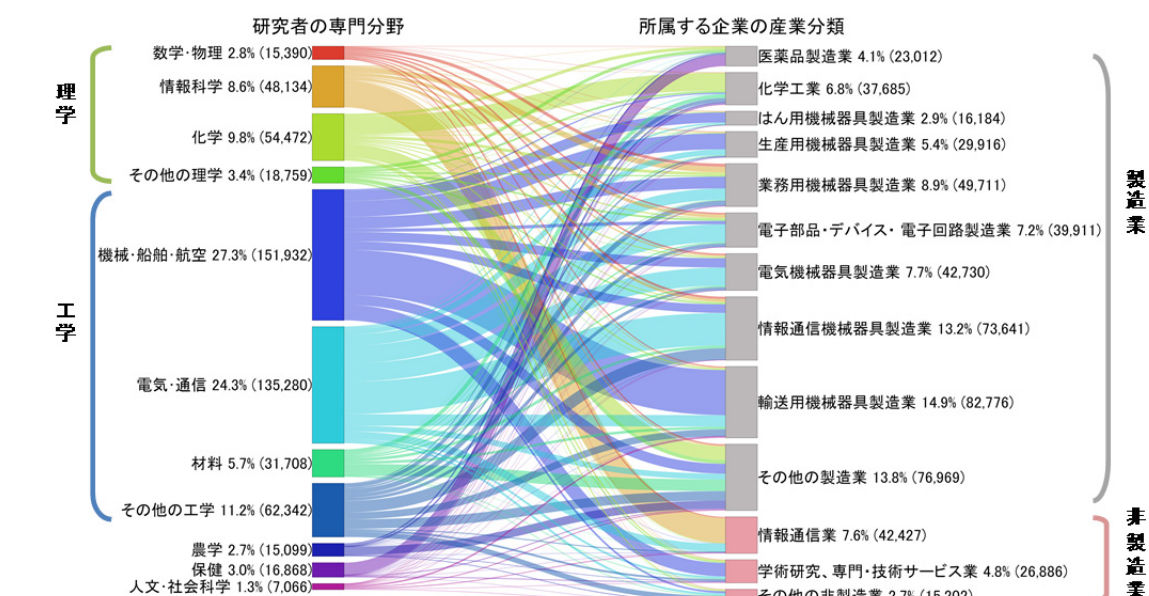 研究者の専門分野
所属する企業の産業分類
理学
数学・物理 2.8% (15,390)
情報科学 8.6% (48,134)
化学 9.8% (54,472)
その他の理学 3.4% (18,759)
工学
機械・船舶・航空 27.3% (151,932)
電気・通信 24.3% (135,280)
材料 5.7% (31,708)
その他の工学 11.2% (62,342)
農学 2.7% (15,099)
保健 3.0% (16,868)
人文・社会科学 1.3% (7,066)
医薬品製造業 4.1% (23,012)
化学工業 6.8% (37,685)
はん用機械器具製造業 2.9% (16,184)
生産用機械器具製造業 5.4% (29,916)
業務用機械器具製造業 8.9% (49,711)
電子部品・デバイス・ 電子回路製造業 7.2% (39,911)
電気機械器具製造業 7.7% (42,730)
情報通信機械器具製造業 13.2% (73,641)
輸送用機械器具製造業 14.9% (82,776)
その他の製造業 13.8% (76,969)
情報通信業 7.6% (42,427)
学術研究、専門・技術サービス業 4.8% (26,886)
その他の非製造業 2.7% (15,202)
製造業
非製造業